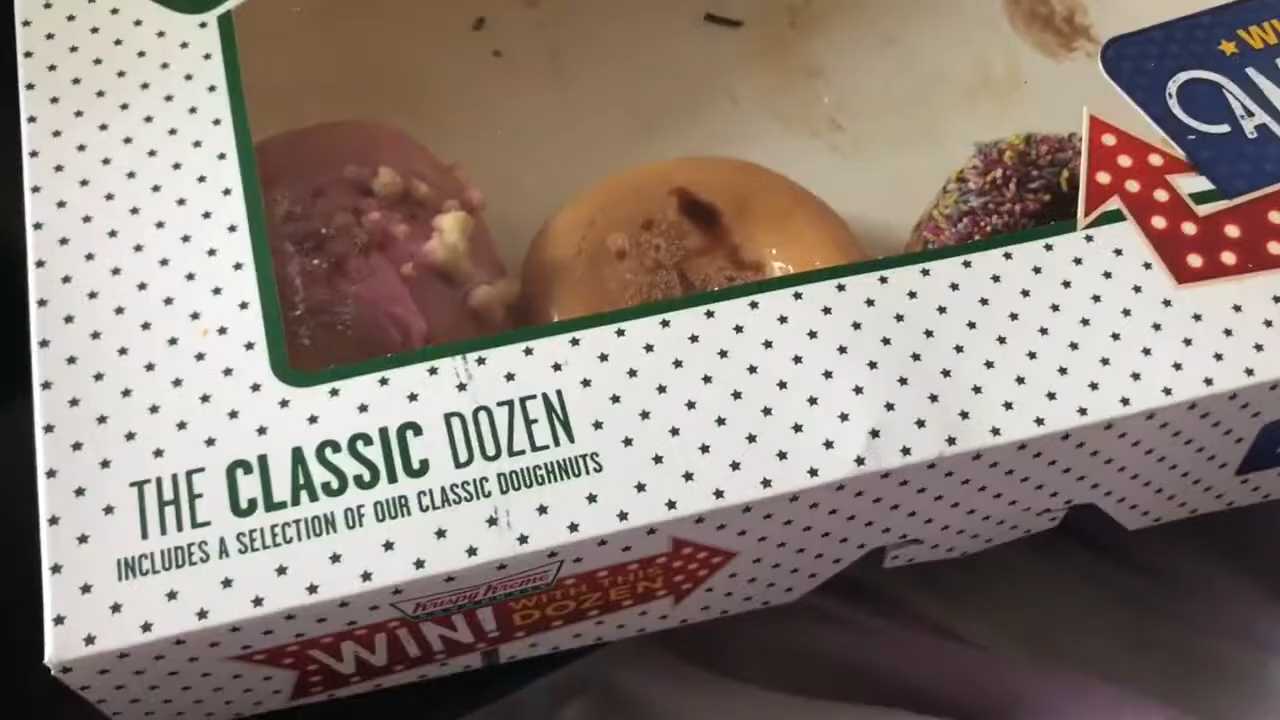 THE CLASSIC DOZEN
INCLUDES A SELECTION OF OUR CLASSIC DOUGHNUTS
Krispy Kreme
WIN! WITH THIS
DOZEN